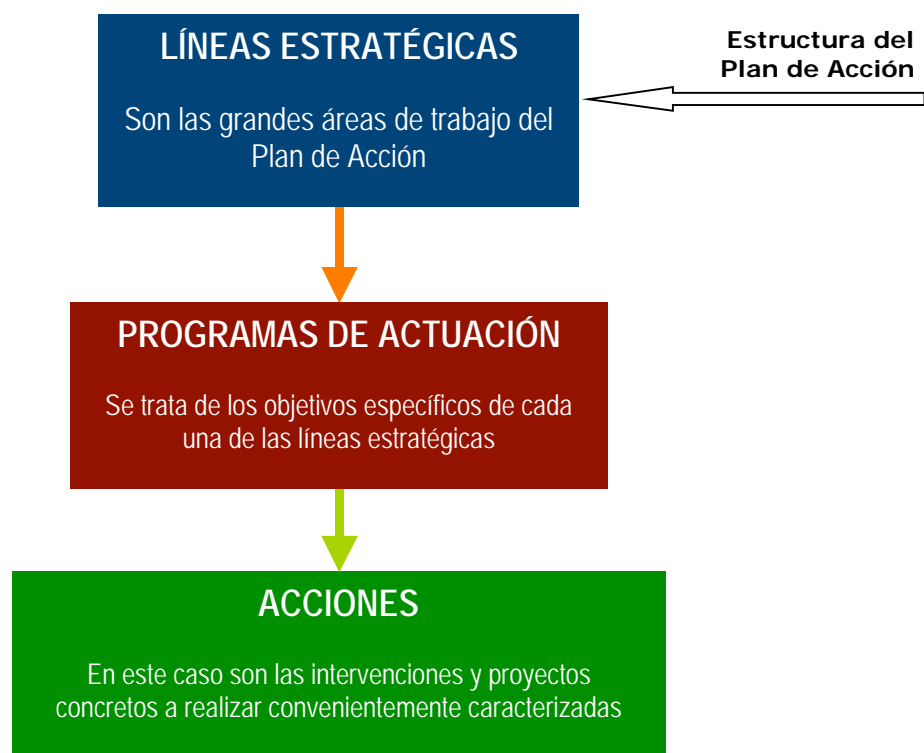 LÍNEAS ESTRATÉGICAS
Son las grandes áreas de trabajo del
Plan de Acción
Estructura del
Plan de Acción
PROGRAMAS DE ACTUACIÓN
Se trata de los objetivos específicos de cada
una de las líneas estratégicas
ACCIONES
En este caso son las intervenciones y proyectos
concretos a realizar convenientemente caracterizadas